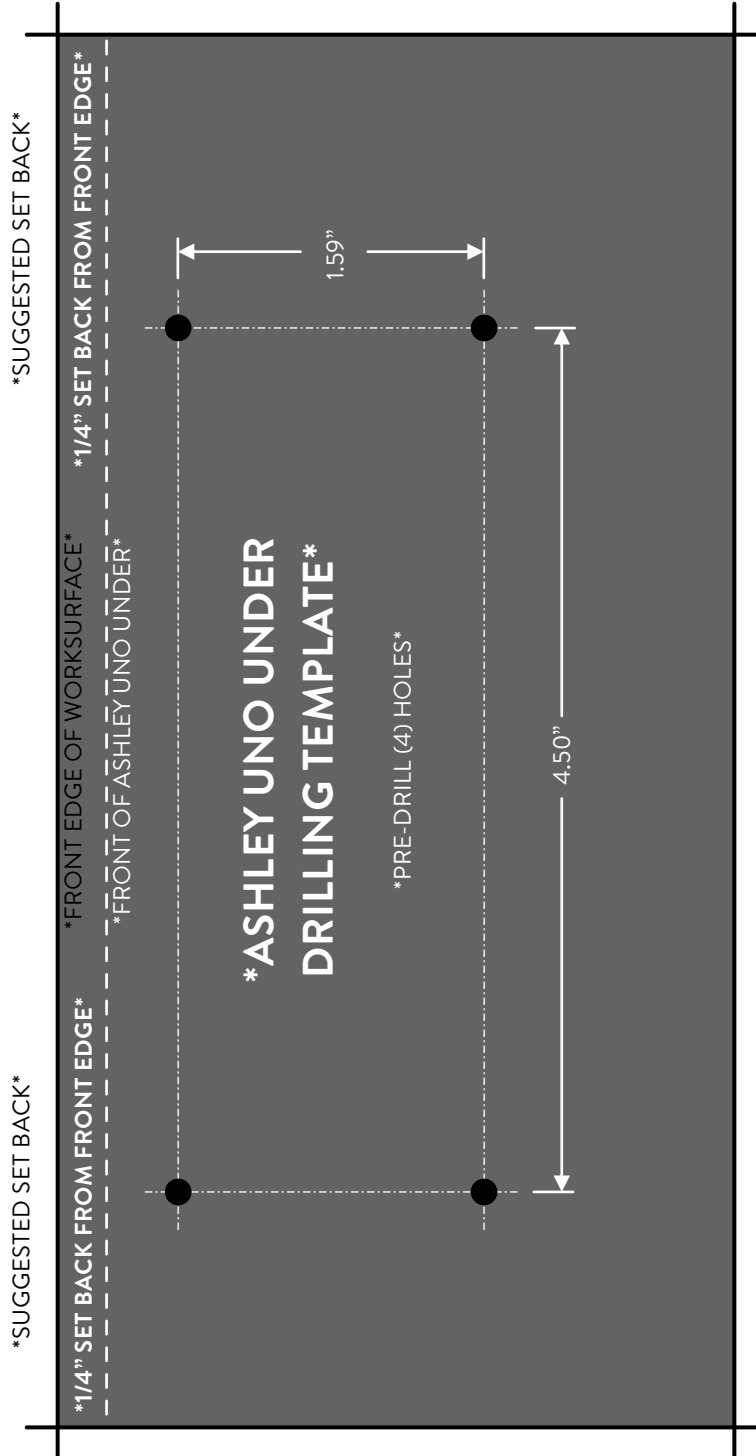 *SUGGESTED SET BACK*
*SUGGESTED SET BACK*
*1/4” SET BACK FROM FRONT EDGE*
*FRONT EDGE OF WORKSURFACE*
*1/4” SET BACK FROM FRONT EDGE*
*FRONT OF ASHLEY UNO UNDER*
*ASHLEY UNO UNDER
DRILLING TEMPLATE*
1.59”
*PRE-DRILL (4) HOLES*
4.50”